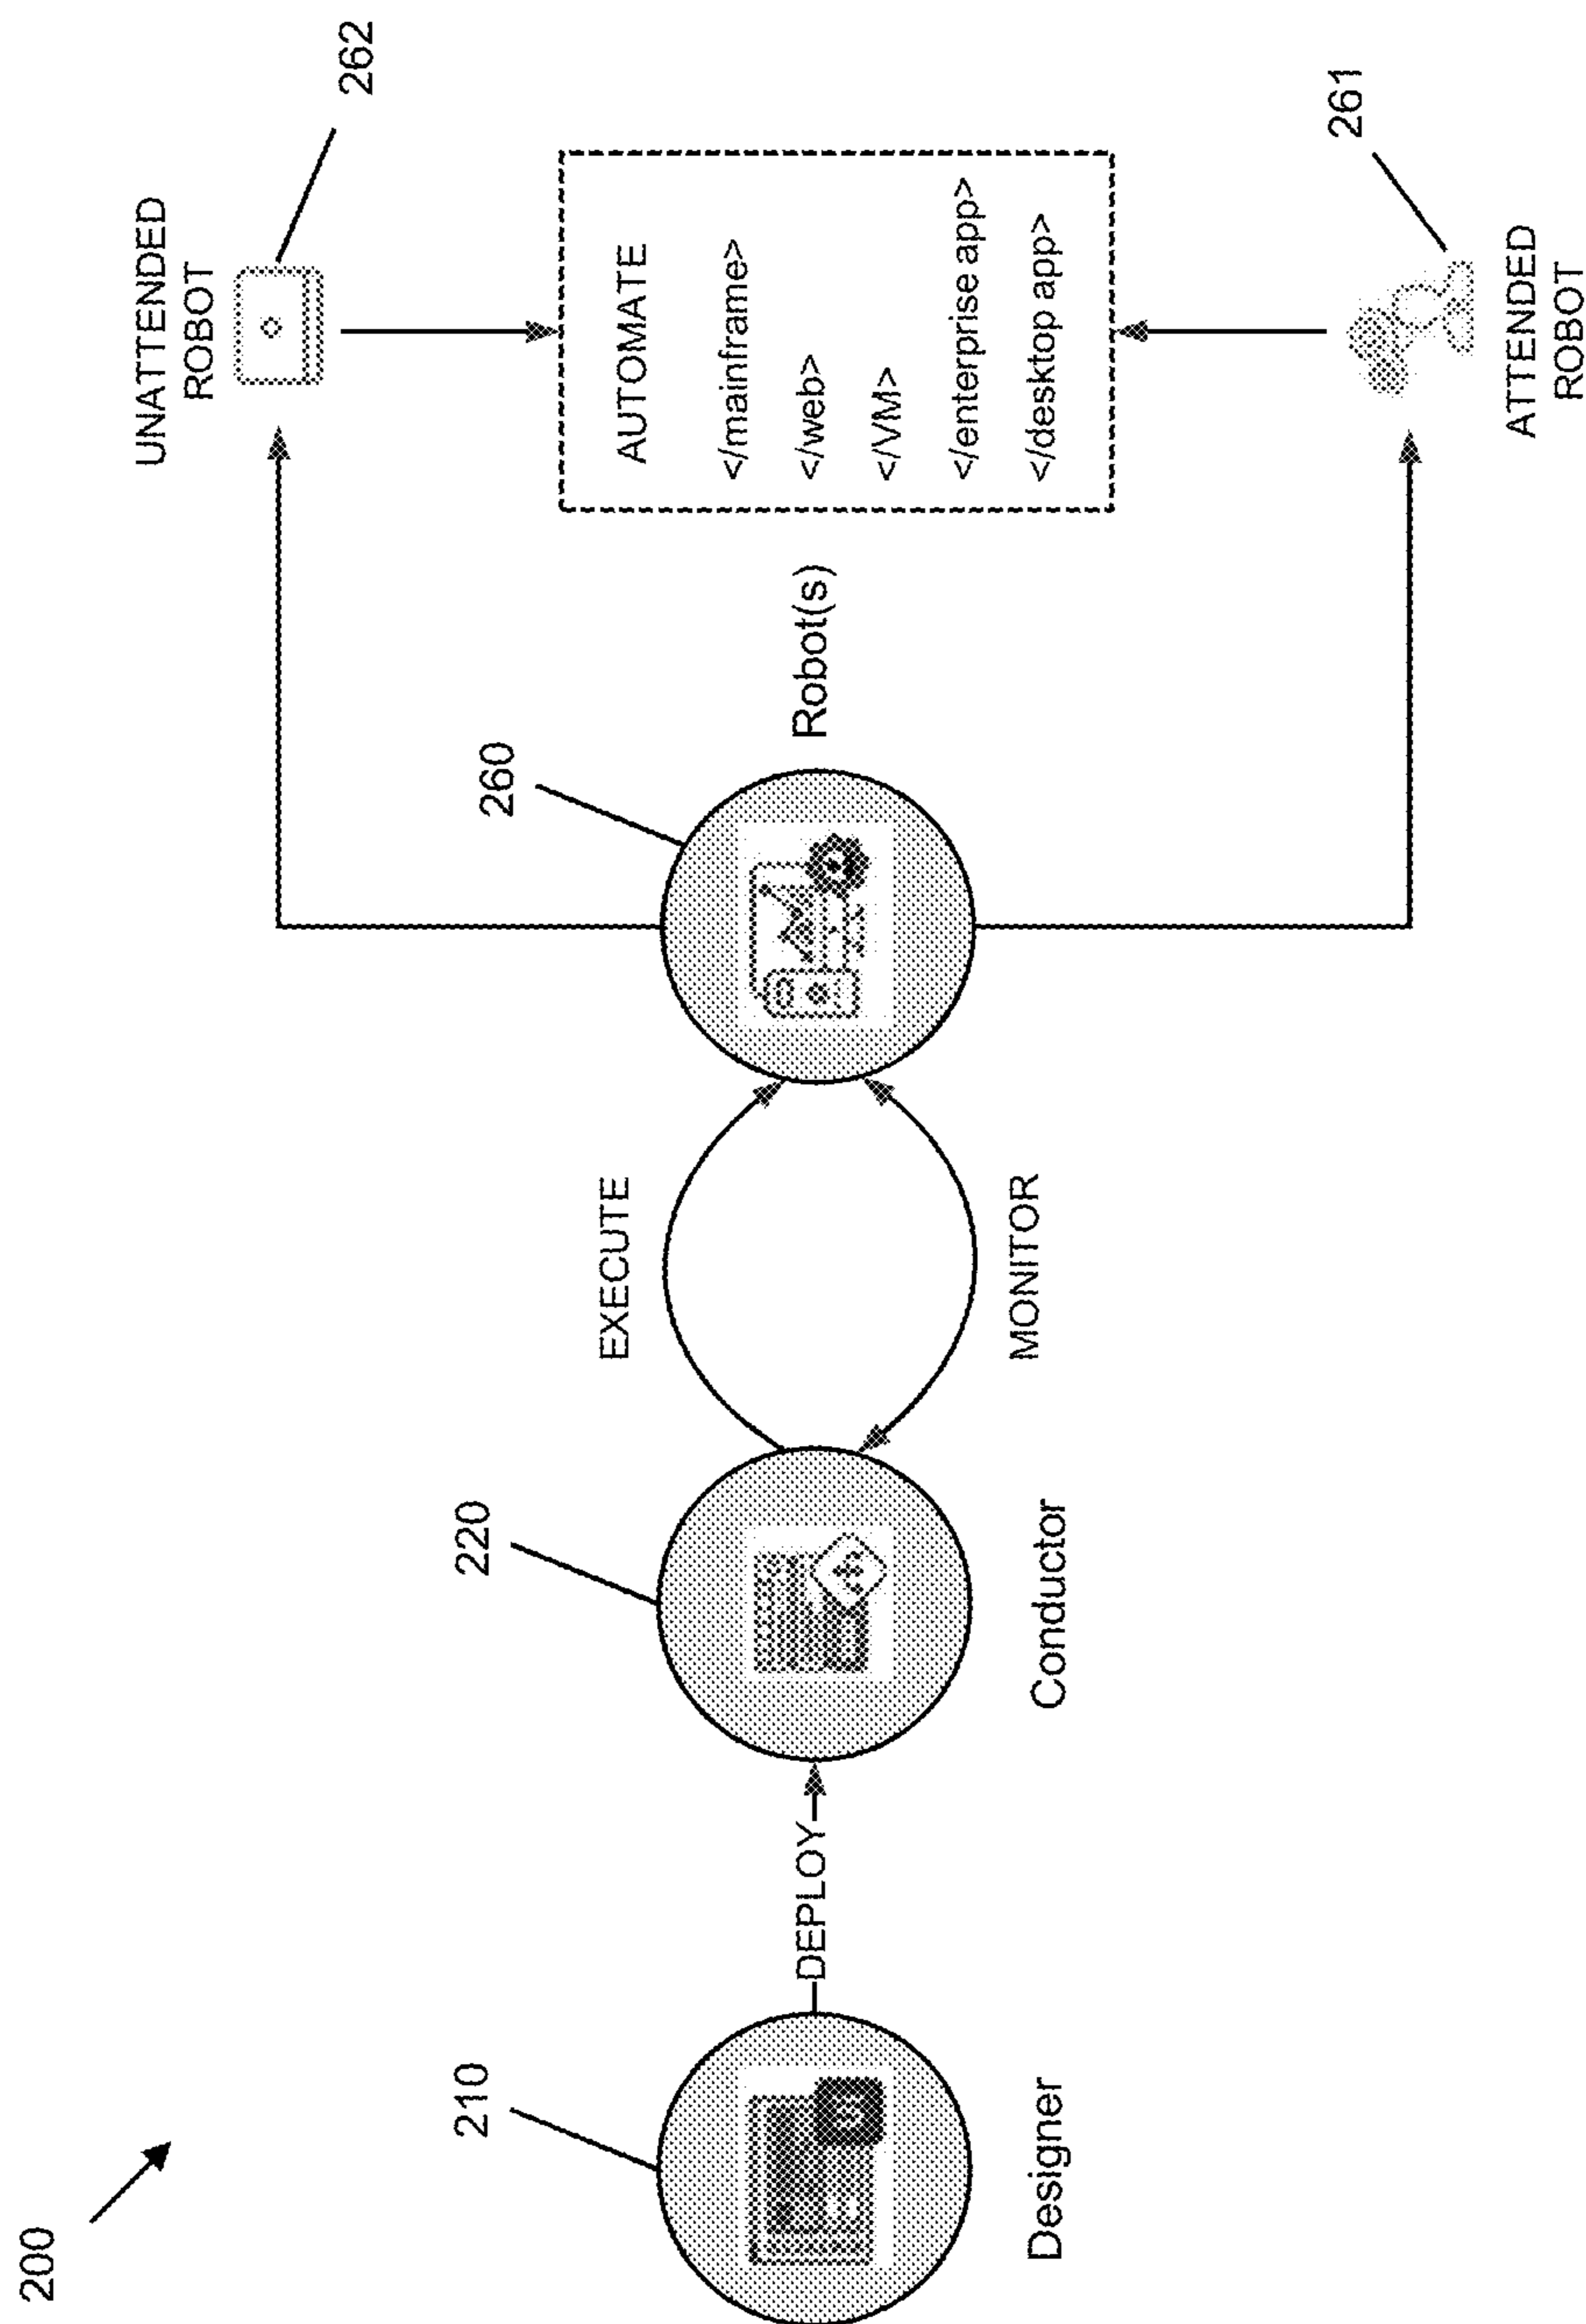 200
210
Designer
DEPLOY
220
Conductor
EXECUTE
MONITOR
260
Robot(s)
UNATTENDED
ROBOT
262
AUTOMATE
</mainframe>
</web>
</VM>
</enterprise app>
</desktop app>
261
ATTENDED
ROBOT